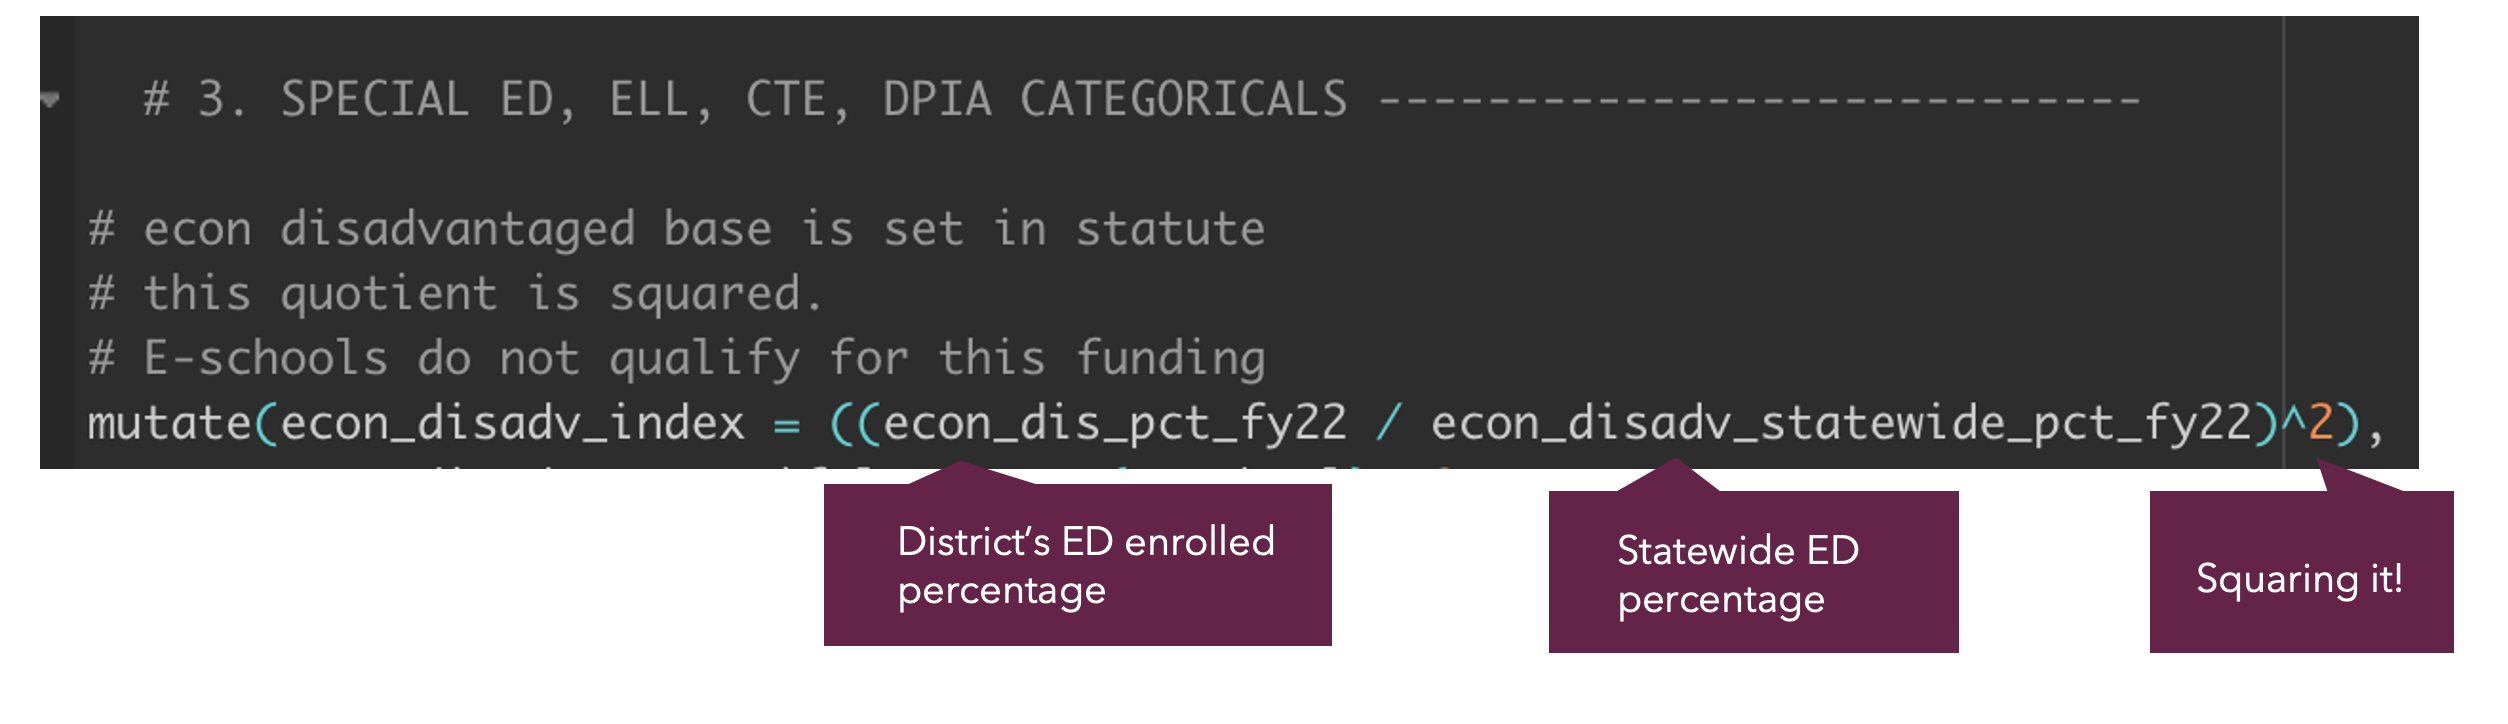 # 3. SPECIAL ED, ELL, CTE, DPIA CATEGORICALS ----------------------------
# econ disadvantaged base is set in statute
# this quotient is squared.
# E-schools do not qualify for this funding
mutate(econ_disadv_index = ((econ_dis_pct_fy22 / econ_disadv_statewide_pct_fy22)^2),
District’s ED enrolled
percentage
Statewide ED
percentage
Squaring it!